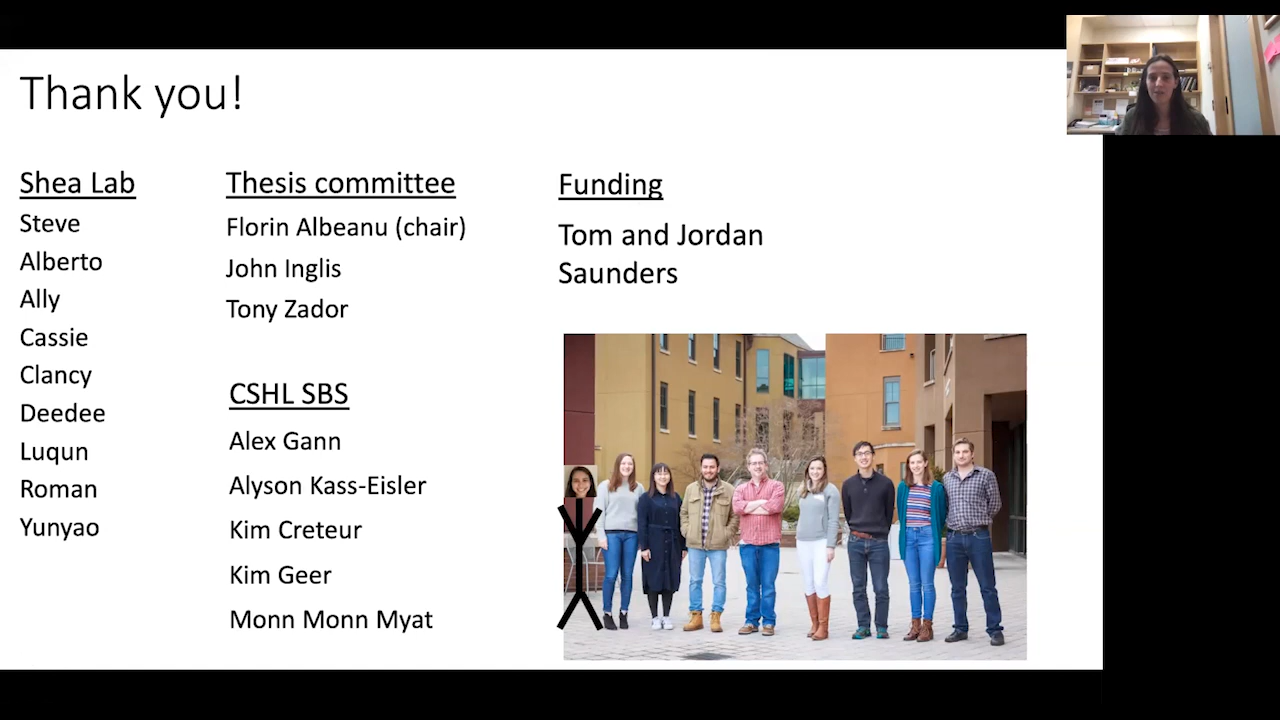 Thank you!
Shea Lab
Steve
Alberto
Ally
Cassie
Clancy
Deedee
Luqun
Roman
Yunyao
Thesis committee
Florin Albeanu (chair)
John Inglis
Tony Zador
CSHL SBS
Alex Gann
Alyson Kass-Eisler
Kim Creteur
Kim Geer
Monn Monn Myat
Funding
Tom and Jordan
Saunders